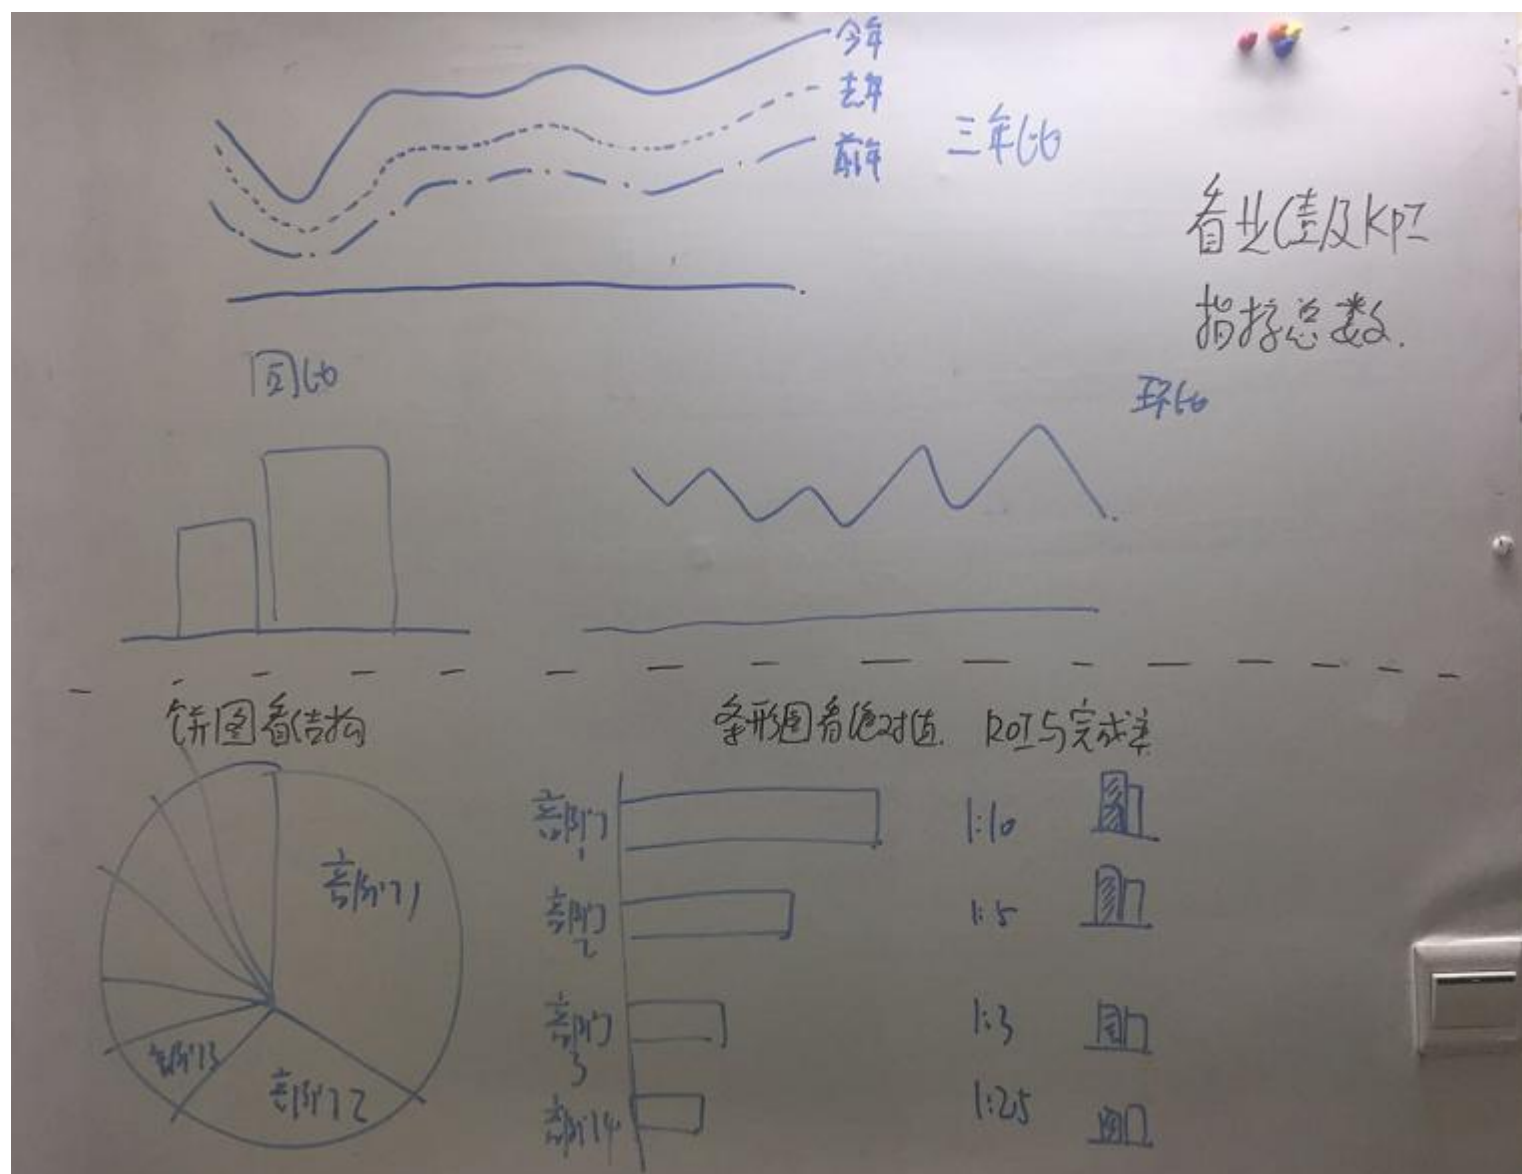 今年
去年
前年
三年比
看业绩及KPI
指标总数.
同比
环比
饼图看结构
条形图看绝对值. ROI与完成率
部门1
部门2
部门3
部门1
1:10
部门2
1:5
部门3
1:3
部门4
1:2.5